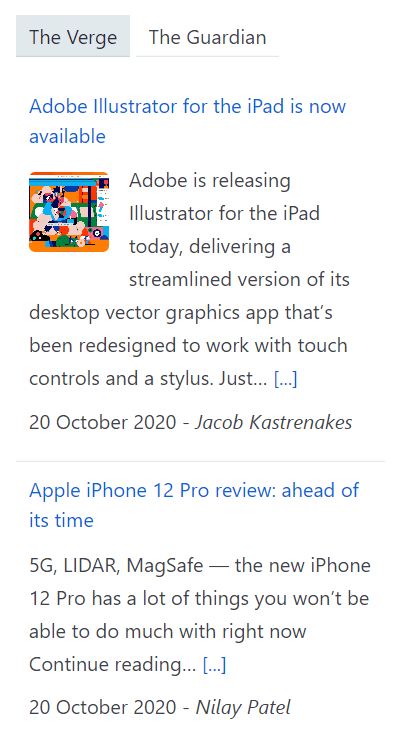 The Verge The Guardian
Adobe Illustrator for the iPad is now
available
Adobe is releasing
Illustrator for the iPad
today, delivering a
streamlined version of its
desktop vector graphics app that’s
been redesigned to work with touch
controls and a stylus. Just... [...]
20 October 2020 - Jacob Kastrenakes
Apple iPhone 12 Pro review: ahead of
its time
5G, LIDAR, MagSafe — the new iPhone
12 Pro has a lot of things you won’t be
able to do much with right now
Continue reading... [...]
20 October 2020 - Nilay Patel